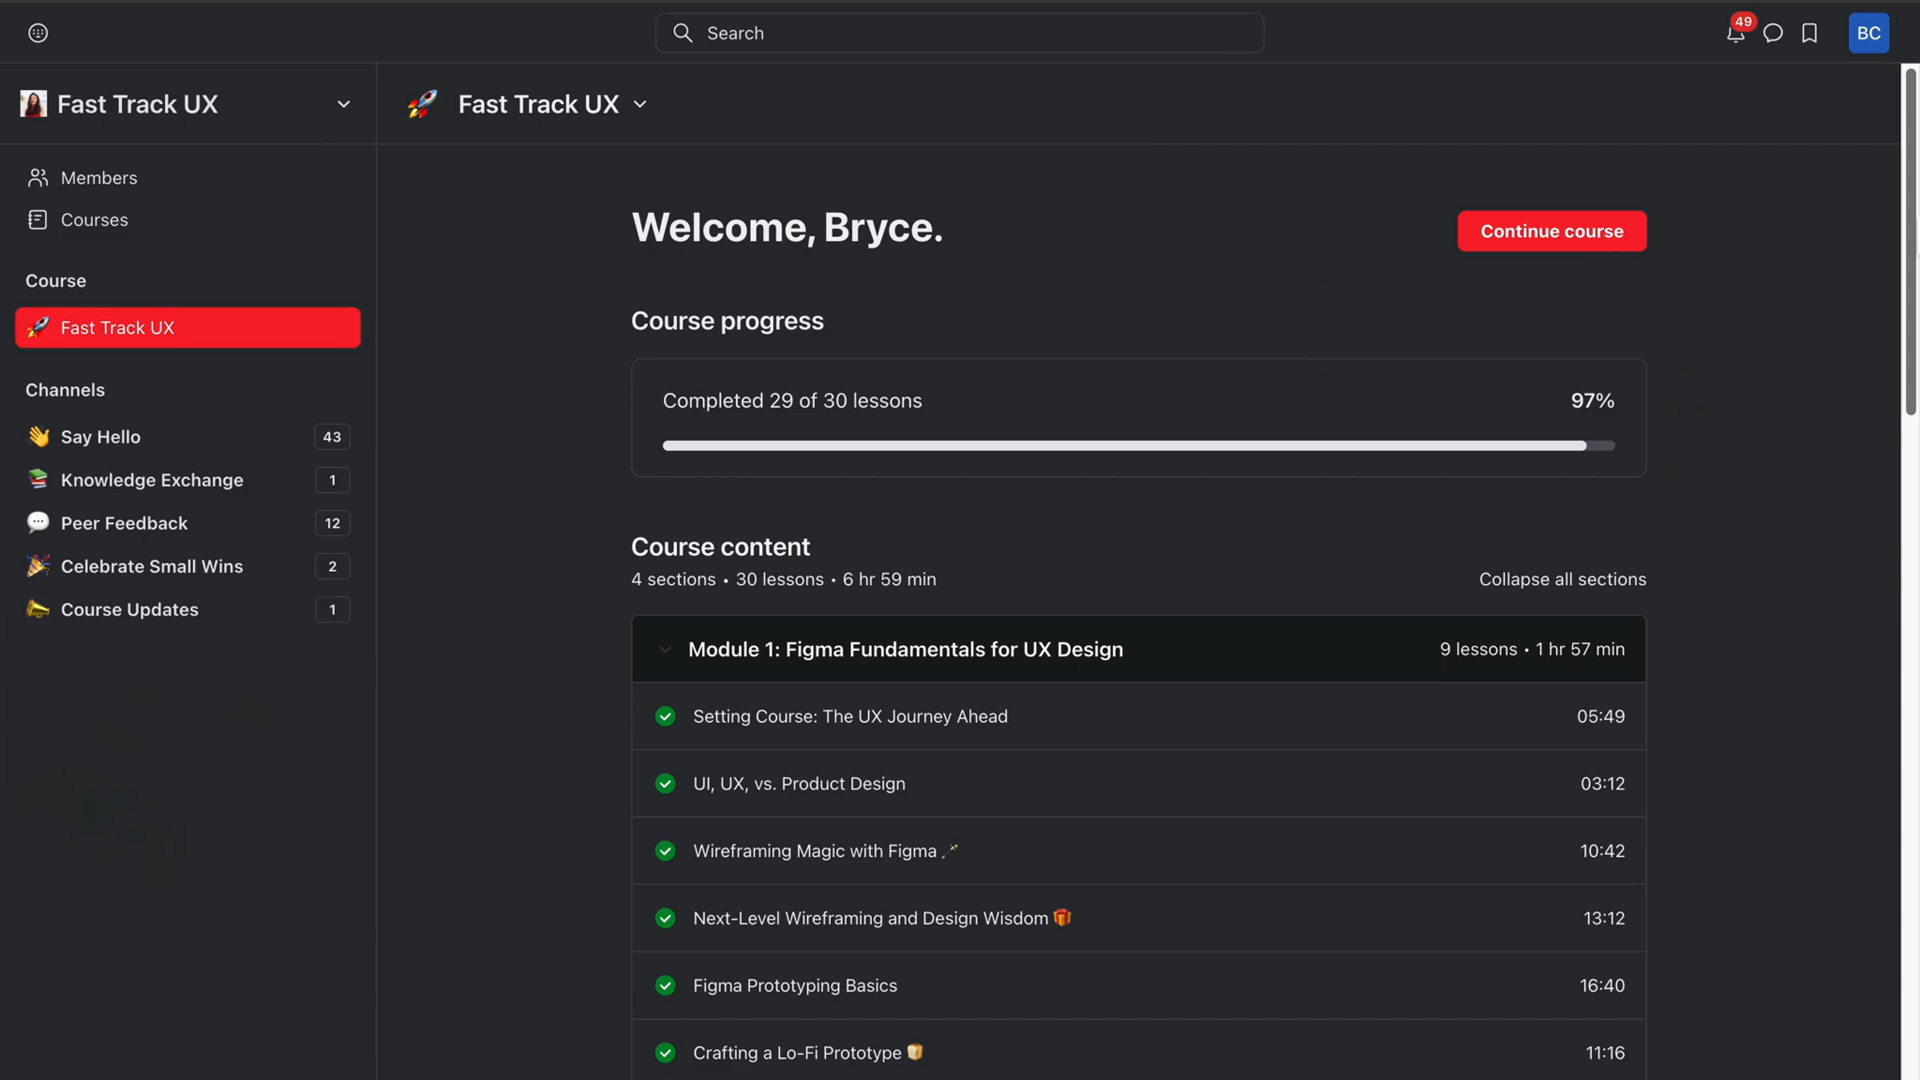 Search
49
BC
Fast Track UX
Fast Track UX
Members
Courses
Course
Fast Track UX
Channels
Say Hello 43
Knowledge Exchange 1
Peer Feedback 12
Celebrate Small Wins 2
Course Updates 1
Welcome, Bryce.
Continue course
Course progress
Completed 29 of 30 lessons 97%
Course content
4 sections • 30 lessons • 6 hr 59 min Collapse all sections
Module 1: Figma Fundamentals for UX Design 9 lessons • 1 hr 57 min
Setting Course: The UX Journey Ahead 05:49
UI, UX, vs. Product Design 03:12
Wireframing Magic with Figma 🪄 10:42
Next-Level Wireframing and Design Wisdom 🎁 13:12
Figma Prototyping Basics 16:40
Crafting a Lo-Fi Prototype 🍞 11:16